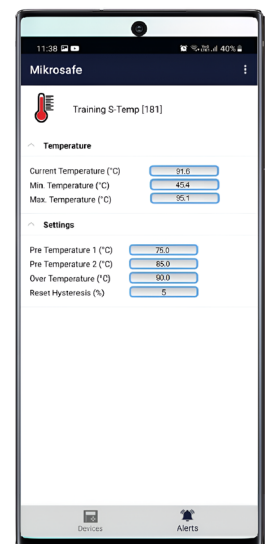 11:38 40%
Mikrosafe
Training S-Temp [181]
Temperature
Current Temperature (°C) 91.6
Min. Temperature (°C) 45.4
Max. Temperature (°C) 95.1
Settings
Pre Temperature 1 (°C) 75.0
Pre Temperature 2 (°C) 85.0
Over Temperature (°C) 90.0
Reset Hysteresis (%) 5
Devices Alerts